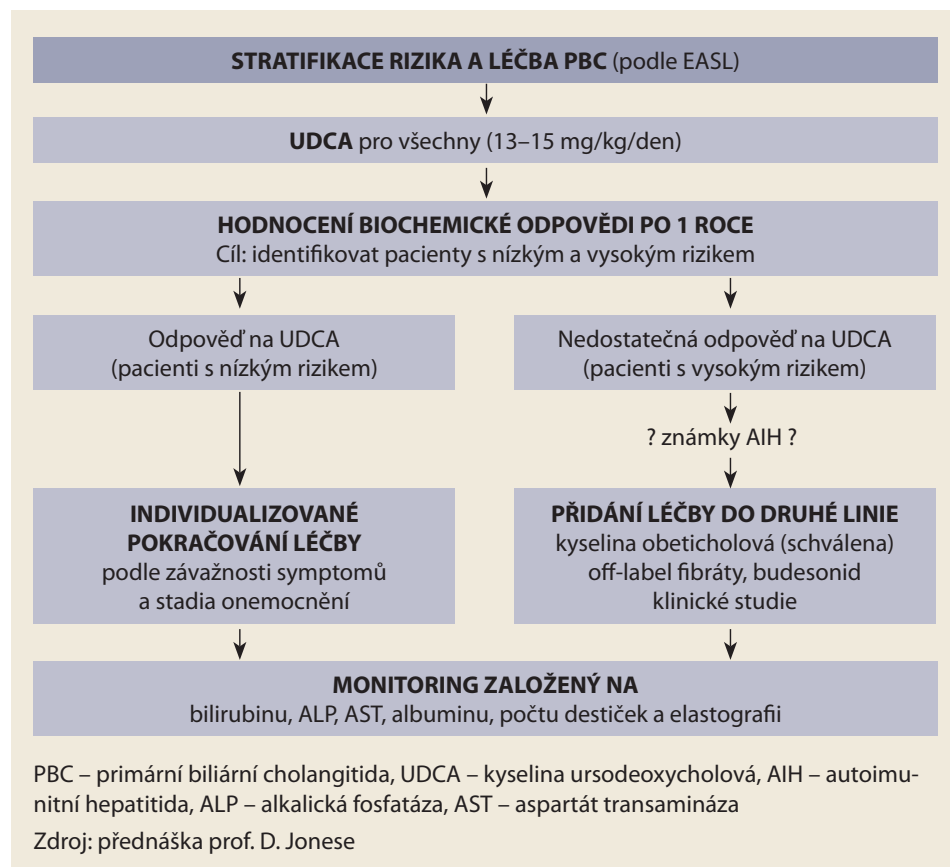 STRATIFIKACE RIZIKA A LÉČBA PBC (podle EASL)
UDCA pro všechny (13–15 mg/kg/den)
HODNOCENÍ BIOCHEMICKÉ ODPOVĚDI PO 1 ROCE
Cíl: identifikovat pacienty s nízkým a vysokým rizikem
Odpověď na UDCA
(pacienti s nízkým rizikem)
Nedostatečná odpověď na UDCA
(pacienti s vysokým rizikem)
? známky AIH ?
INDIVIDUALIZOVANÉ
POKRAČOVÁNÍ LÉČBY
podle závažnosti symptomů
a stadia onemocnění
PŘIDÁNÍ LÉČBY DO DRUHÉ LINIE
kyselina obeticholová (schválena)
off-label fibráty, budesonid
klinické studie
MONITORING ZALOŽENÝ NA
bilirubinu, ALP, AST, albuminu, počtu destiček a elastografii
PBC – primární biliární cholangitida, UDCA – kyselina ursodeoxycholová, AIH – autoimu-
nitní hepatitida, ALP – alkalická fosfatáza, AST – aspartát transamináza
Zdroj: přednáška prof. D. Jonese